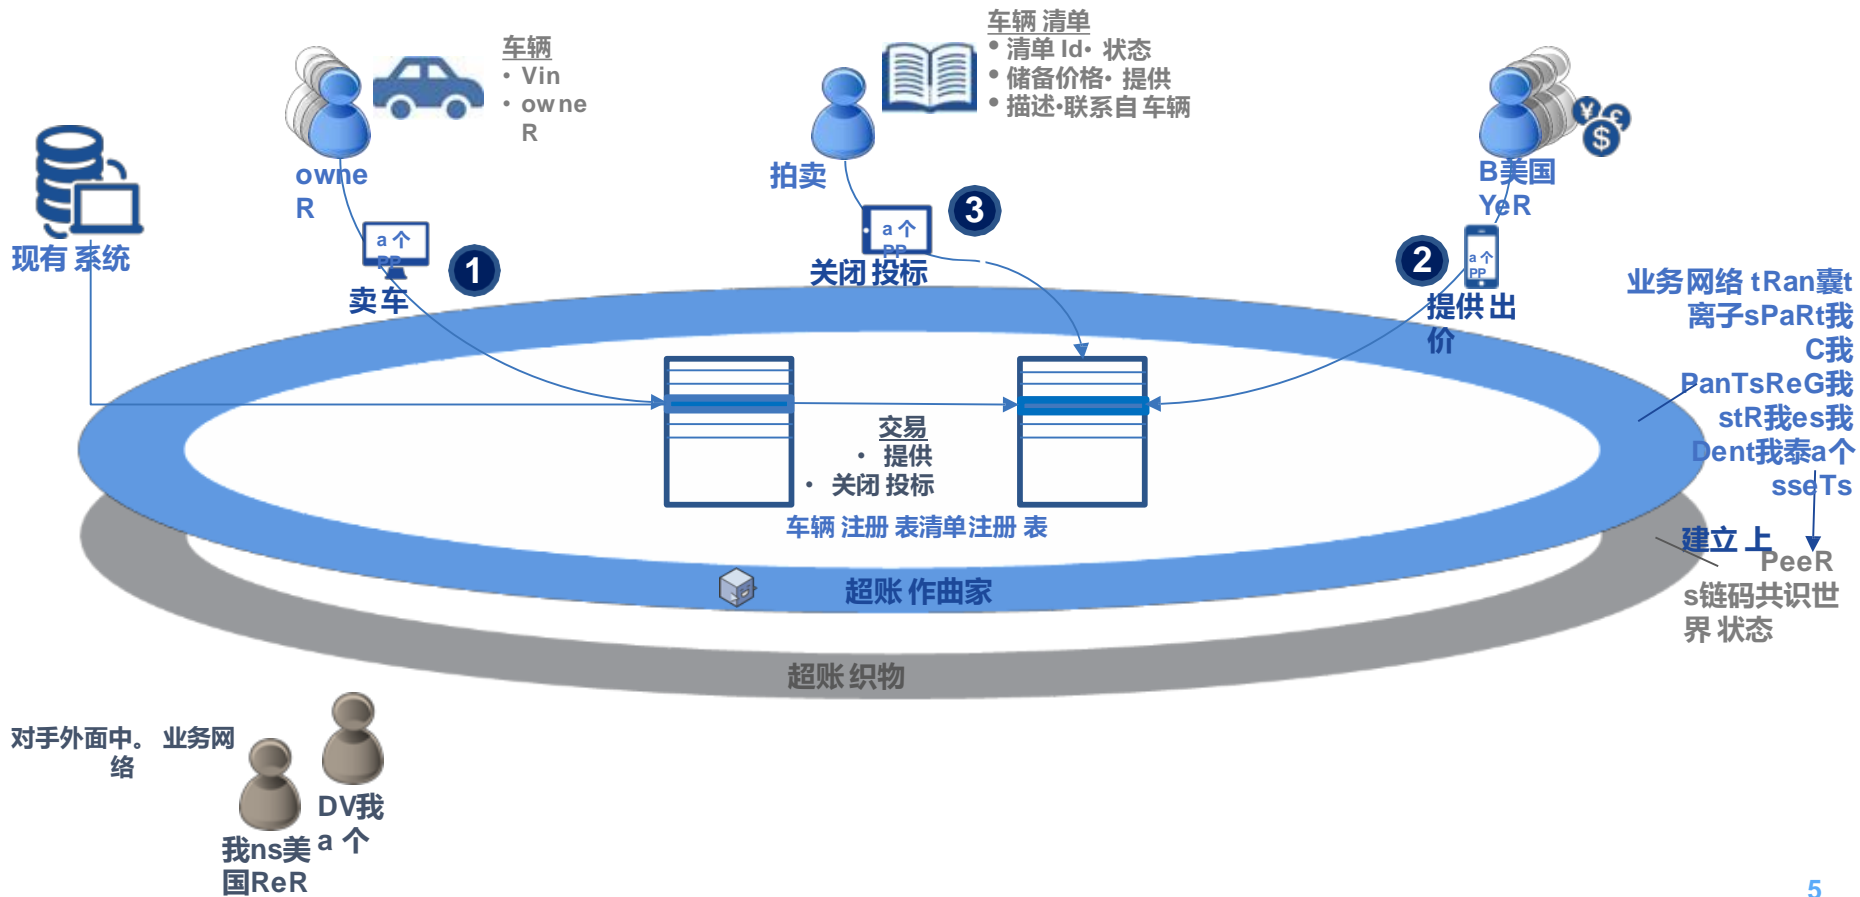 车辆
• Vin
• owne
R
owne
R
车辆 清单
• 清单 Id• 状态
• 储备价格• 提供
• 描述•联系自 车辆
拍卖
B美国
YeR
现有 系统
a 个
PP
1
卖车
a 个
PP
3
关闭 投标
2
a 个
PP
提供 出
价
业务网络 tRan囊t
离子sPaRt我
C我
PanTsReG我
stR我es我
Dent我泰a个
sseTs
交易
• 提供
• 关闭 投标
车辆 注册 表清单注册 表
建立 上
PeeR
s链码共识世
界 状态
超账 作曲家
超账 织物
对手外面中。 业务网
络
DV我
a 个
我ns美
国ReR
5